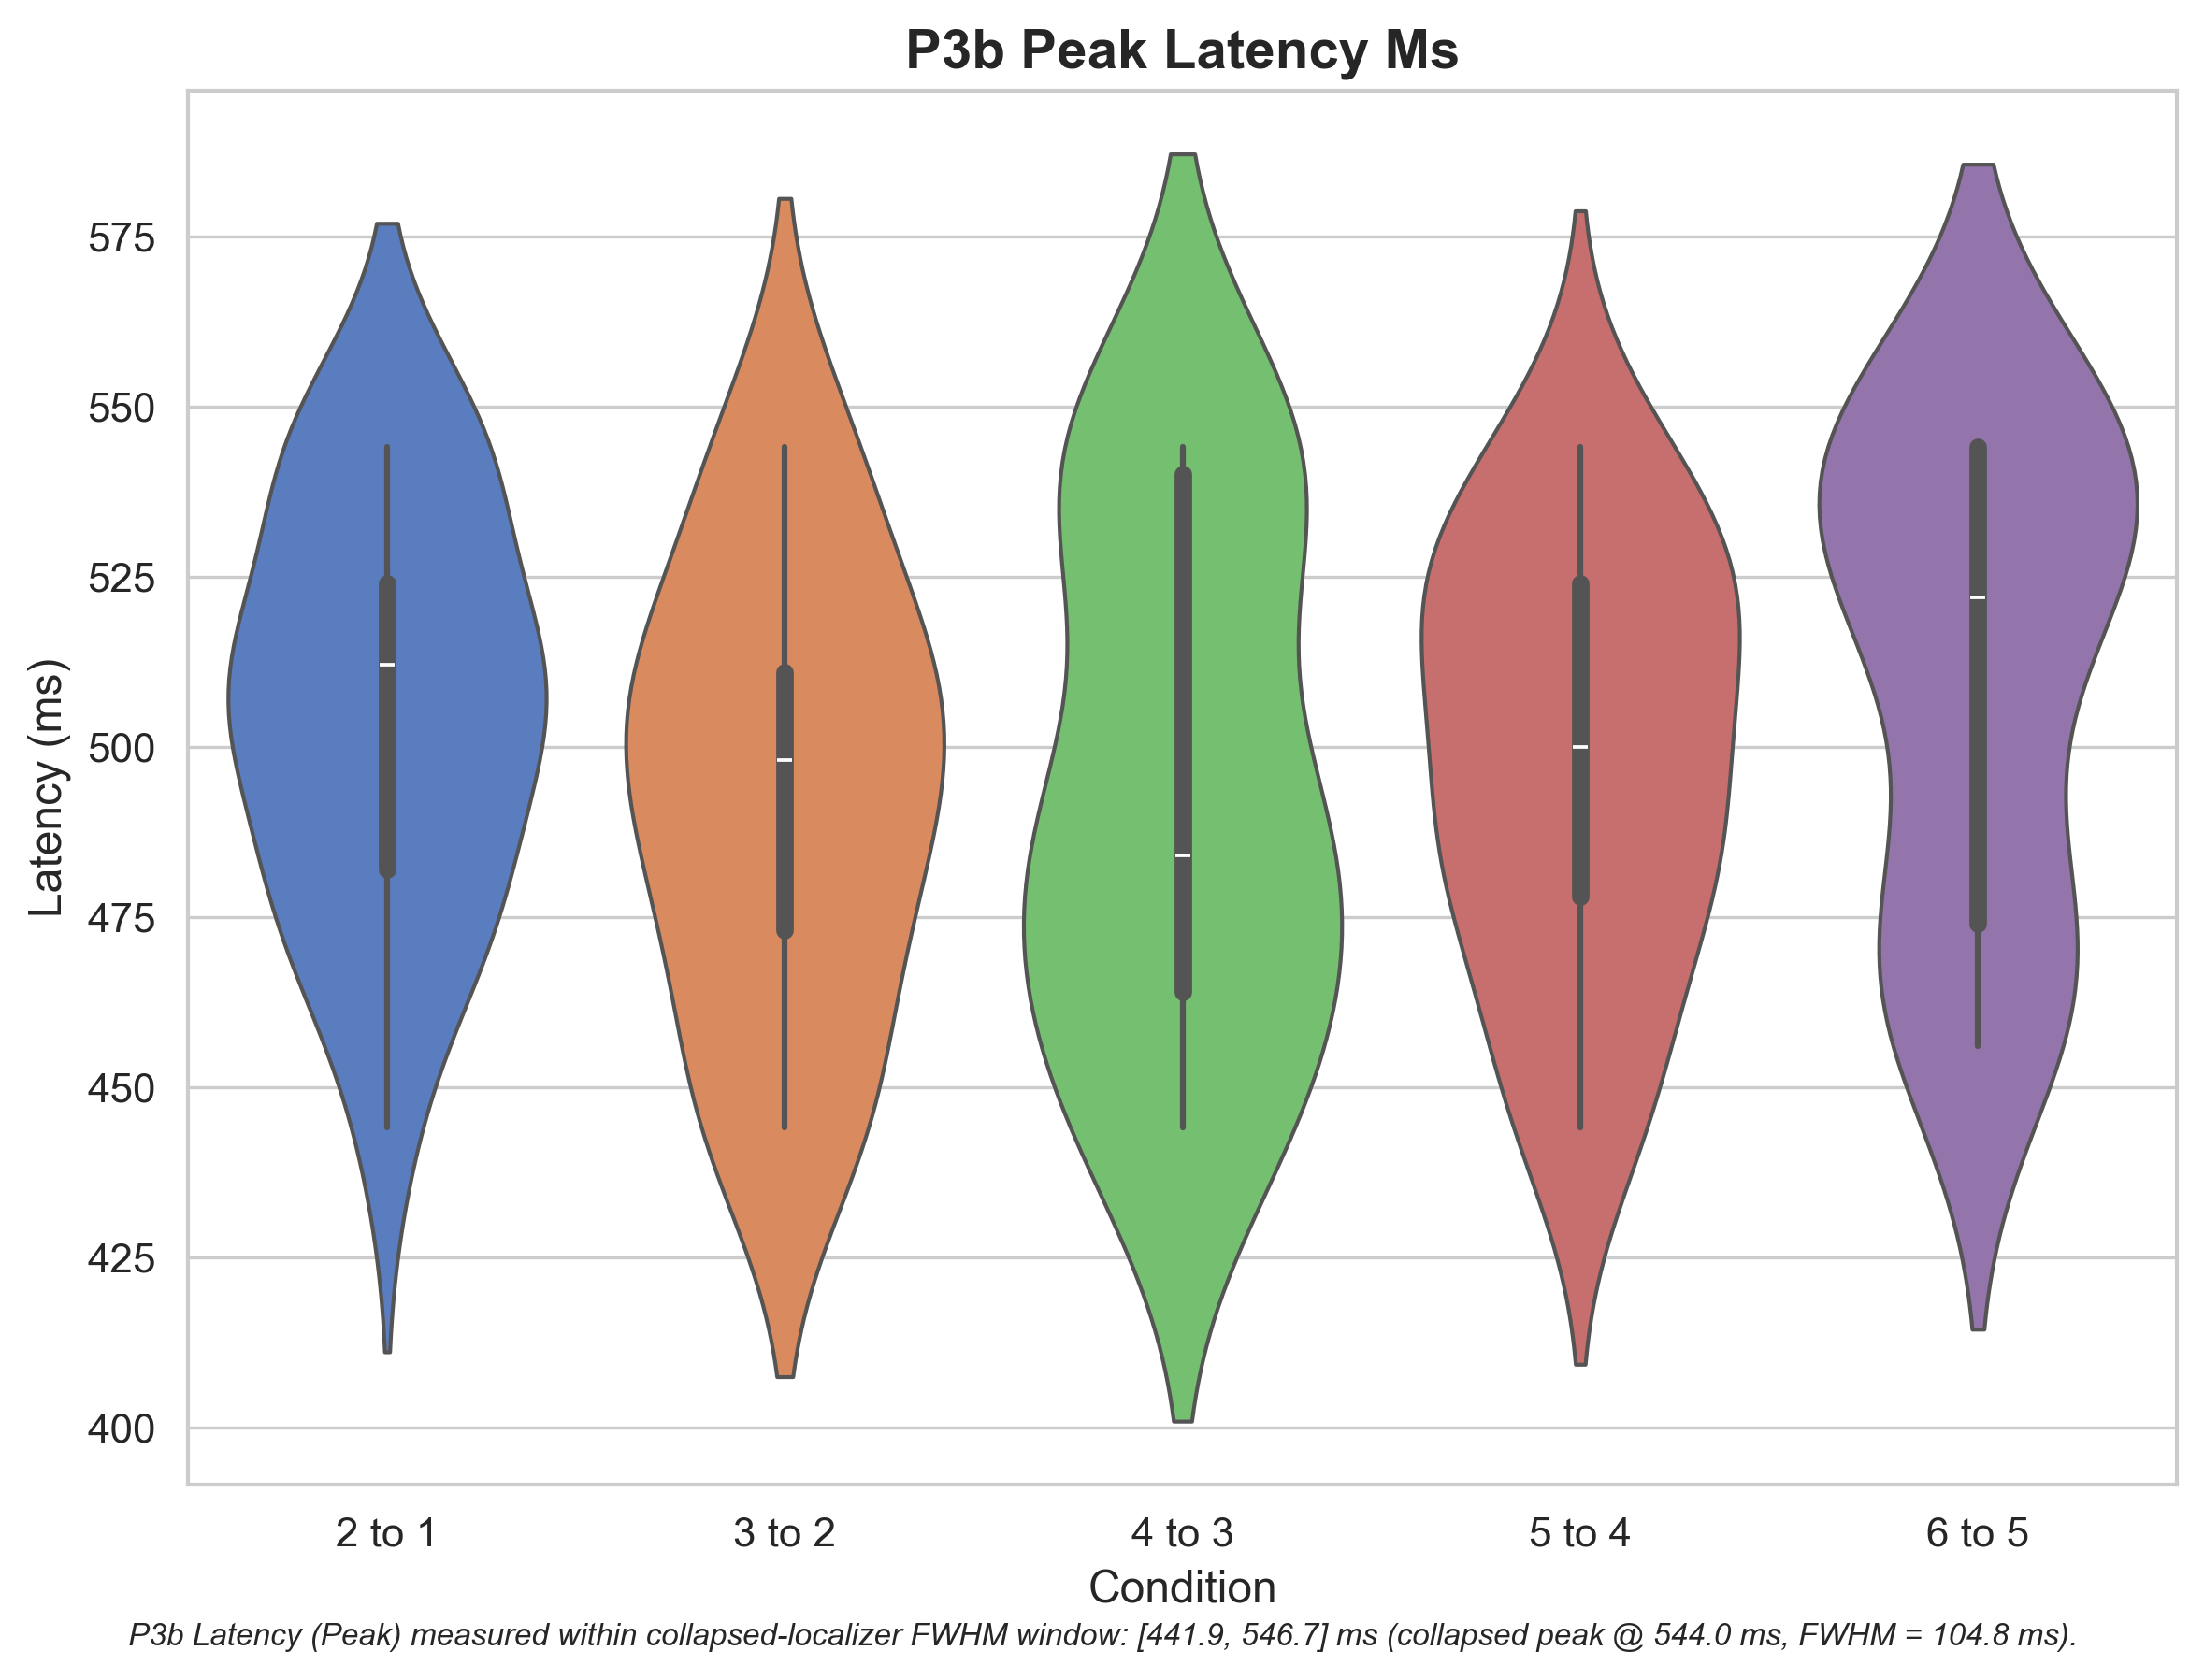 P3b Peak Latency Ms
Latency (ms)
575
550
525
500
475
450
425
400
2 to 1
3 to 2
4 to 3
5 to 4
6 to 5
Condition
P3b Latency (Peak) measured within collapsed-localizer FWHM window: [441.9, 546.7] ms (collapsed peak @ 544.0 ms, FWHM = 104.8 ms).